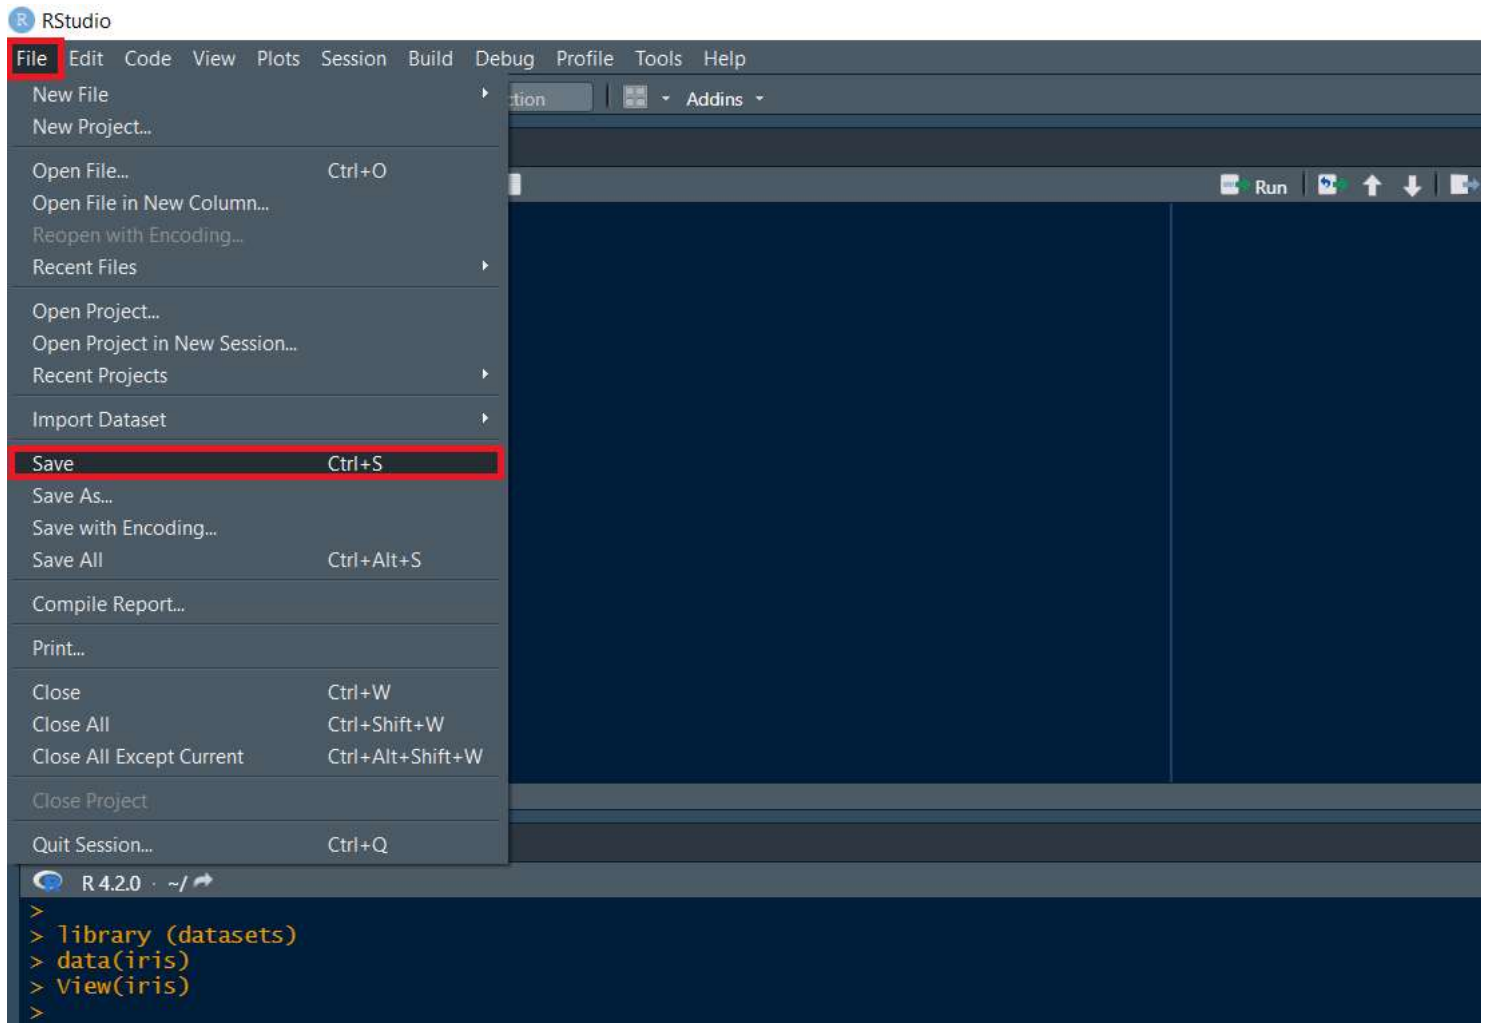 RStudio
File Edit Code View Plots Session Build Debug Profile Tools Help
New File
ction Addins
New Project...
Open File... Ctrl+O
Run
Open File in New Column...
Reopen with Encoding...
Recent Files
Open Project...
Open Project in New Session...
Recent Projects
Import Dataset
Save Ctrl+S
Save As...
Save with Encoding...
Save All Ctrl+Alt+S
Compile Report...
Print...
Close Ctrl+W
Close All Ctrl+Shift+W
Close All Except Current Ctrl+Alt+Shift+W
Close Project
Quit Session... Ctrl+Q
R 4.2.0 · ~/
>
> library (datasets)
> data(iris)
> View(iris)
>